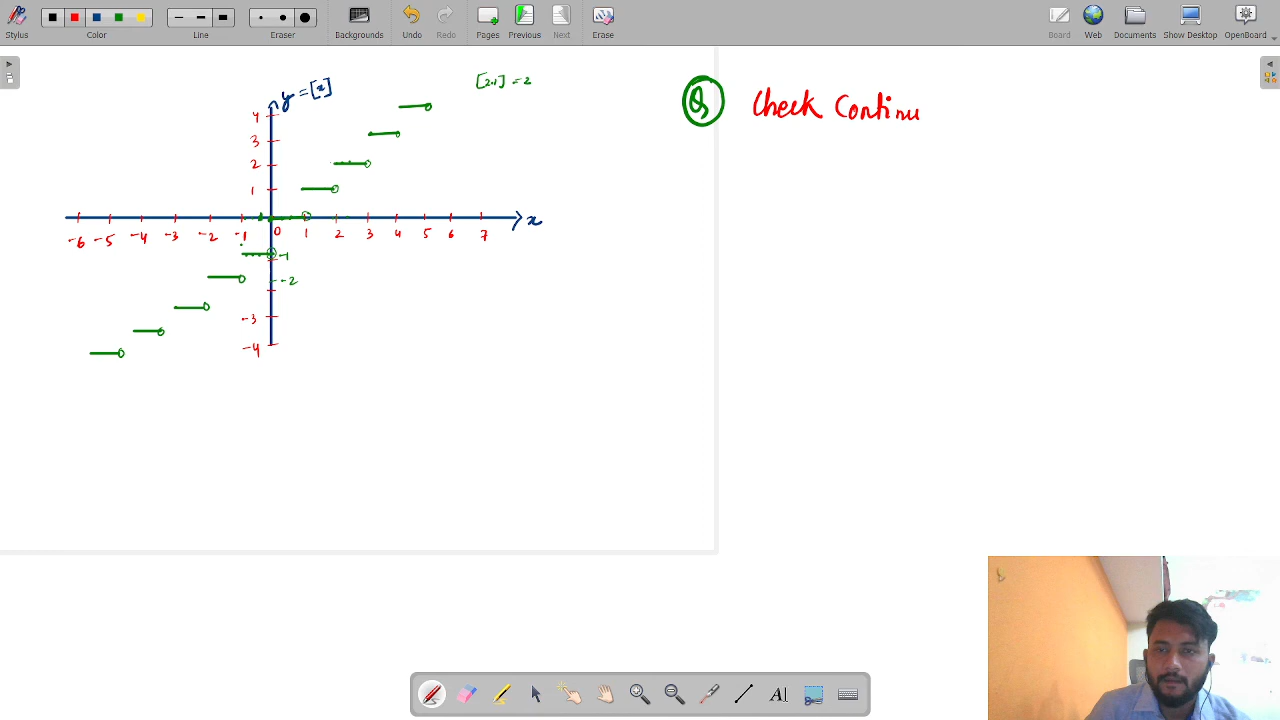 Stylus
Color
Line
Eraser
Backgrounds
Undo
Redo
Pages
Previous
Next
Erase
Board
Web
Documents
Show Desktop
OpenBoard
y = [x]
[2.1] = 2
Q Check Continu
4
3
2
1
-6 -5 -4 -3 -2 -1 0 1 2 3 4 5 6 7
x
-1
-2
-3
-4
AI